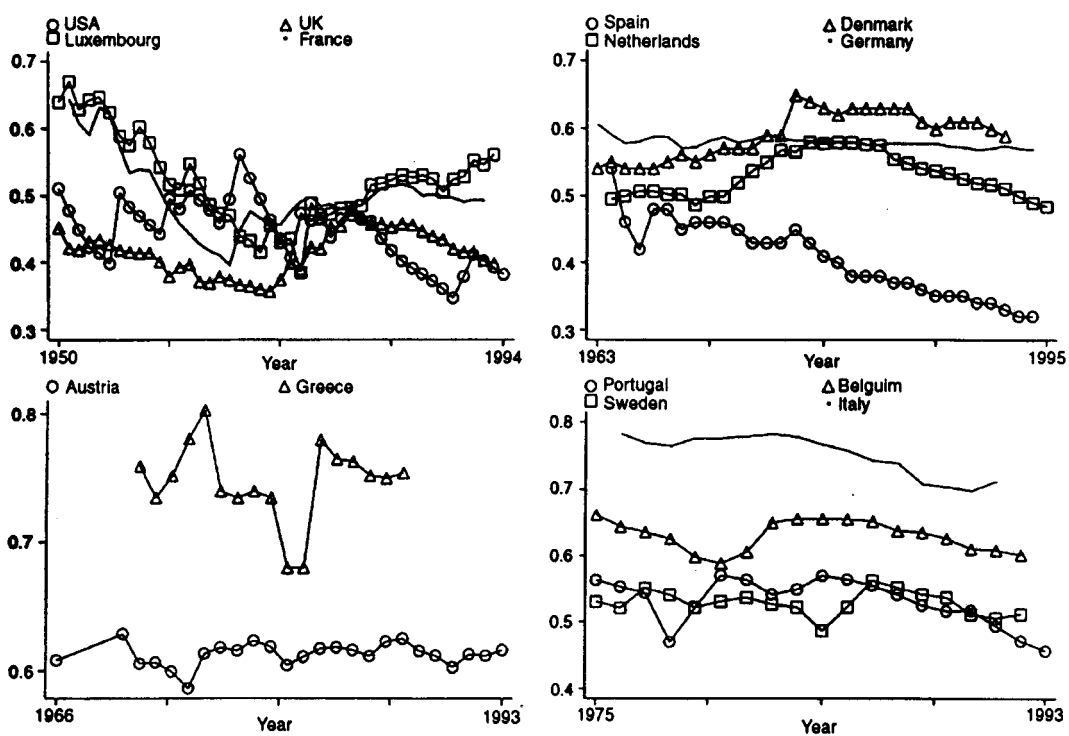 USA UK
Luxembourg France
0.7
0.6
0.5
0.4
0.3
1950 Year 1994
Spain Denmark
Netherlands Germany
0.7
0.6
0.5
0.4
0.3
1963 Year 1995
Austria Greece
0.8
0.7
0.6
1966 Year 1993
Portugal Belguim
Sweden Italy
0.8
0.7
0.6
0.5
0.4
1975 Year 1993